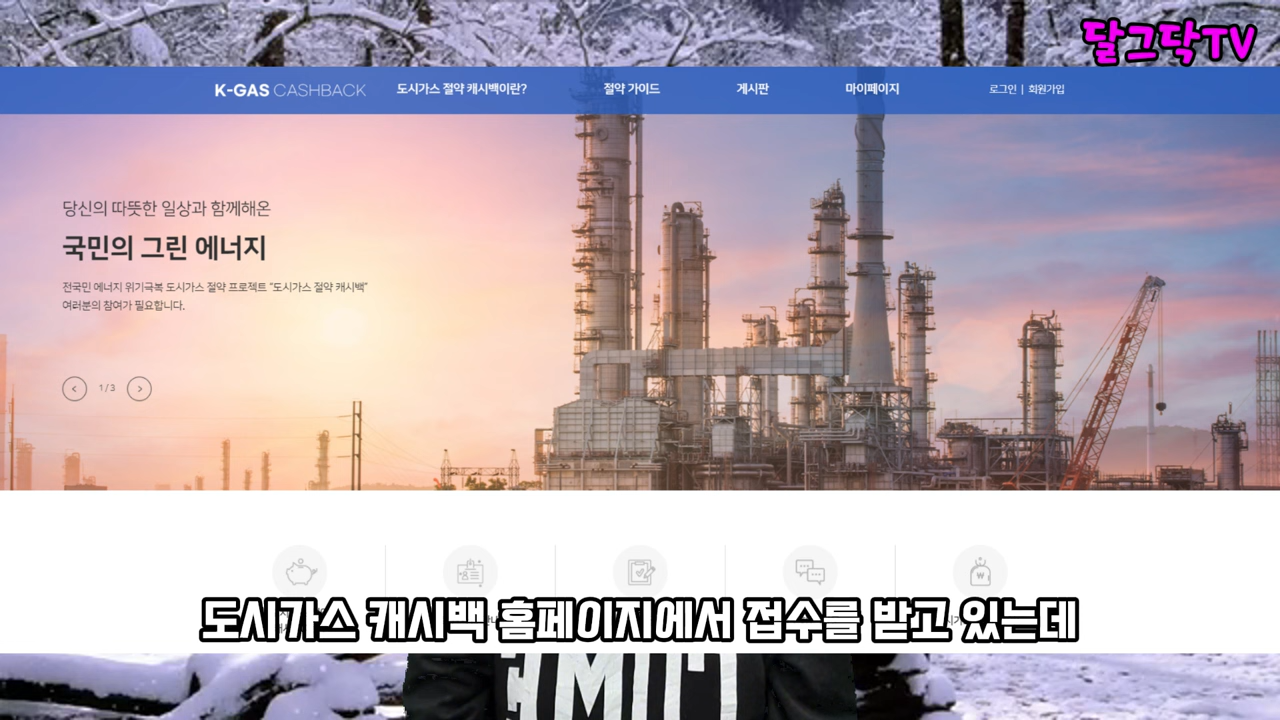 달그닥TV
K-GAS CASHBACK 도시가스 절약 캐시백이란? 절약 가이드 게시판 마이페이지 로그인 | 회원가입
당신의 따뜻한 일상과 함께해온
국민의 그린 에너지
전국민 에너지 위기극복 도시가스 절약 프로젝트 "도시가스 절약 캐시백"
여러분의 참여가 필요합니다.
1 / 3
도시가스 캐시백 홈페이지에서 접수를 받고 있는데